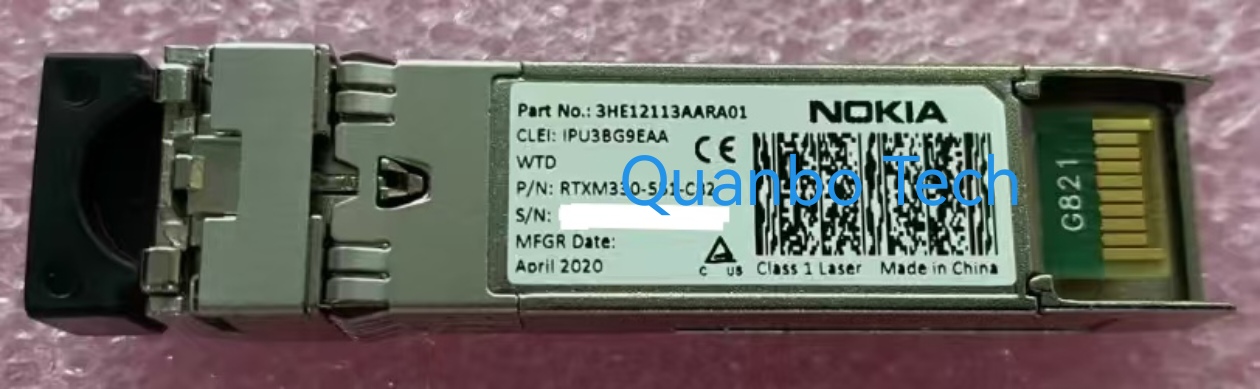 Part No.: 3HE12113AARA01
NOKIA
CLEI: IPU3BG9EAA
CE
WTD
Quanbo Tech
P/N:
S/N:
MFGR Date:
April 2020
C US
Class 1 Laser Made in China
G821